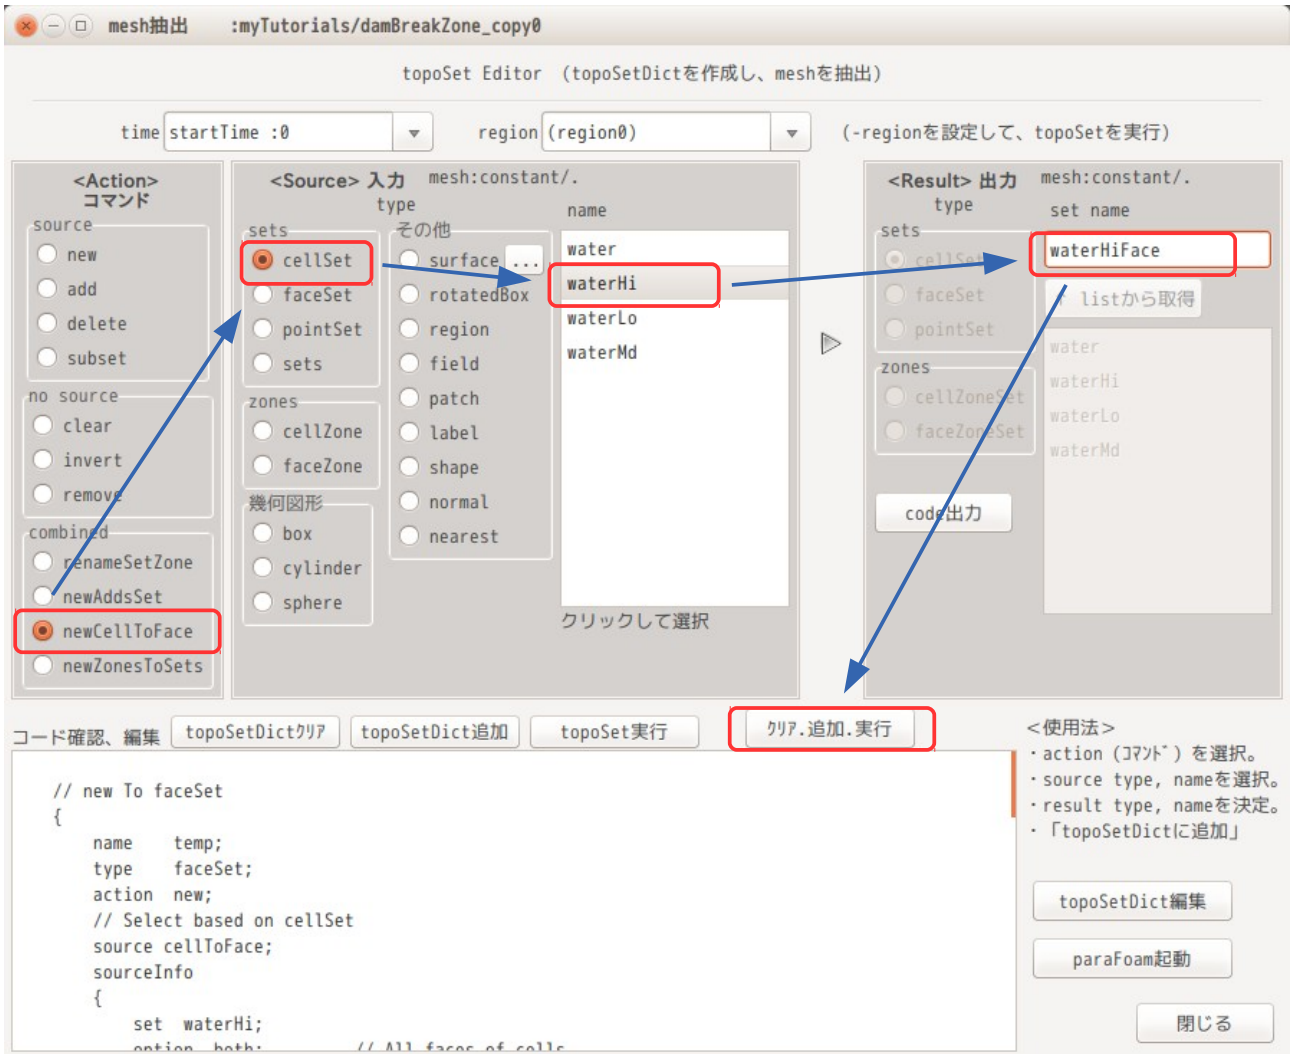 mesh抽出 :myTutorials/damBreakZone_copy0
topoSet Editor (topoSetDictを作成し、meshを抽出)
time startTime :0 region (region0) (-regionを設定して、topoSetを実行)
<Action>
コマンド
source
new
add
delete
subset
no source
clear
invert
remove
combined
renameSetZone
newAddsSet
newCellToFace
newZonesToSets
<Source> 入力 mesh:constant/.
type
name
sets
cellSet
faceSet
pointSet
sets
zones
cellZone
faceZone
幾何図形
box
cylinder
sphere
その他
surface ...
rotatedBox
region
field
patch
label
shape
normal
nearest
water
waterHi
waterLo
waterMd
クリックして選択
<Result> 出力 mesh:constant/.
type
set name
sets
cellSet
faceSet
pointSet
zones
cellZoneSet
faceZoneSet
code出力
waterHiFace
↑ listから取得
water
waterHi
waterLo
waterMd
コード確認、編集 topoSetDictｸﾘｱ topoSetDict追加 topoSet実行 ｸﾘｱ.追加.実行
// new To faceSet
{
name temp;
type faceSet;
action new;
// Select based on cellSet
source cellToFace;
sourceInfo
{
set waterHi;
option both; // All faces of cells
<使用法>
・action (ｺﾏﾝﾄﾞ) を選択。
・source type, nameを選択。
・result type, nameを決定。
・「topoSetDictに追加」
topoSetDict編集
paraFoam起動
閉じる